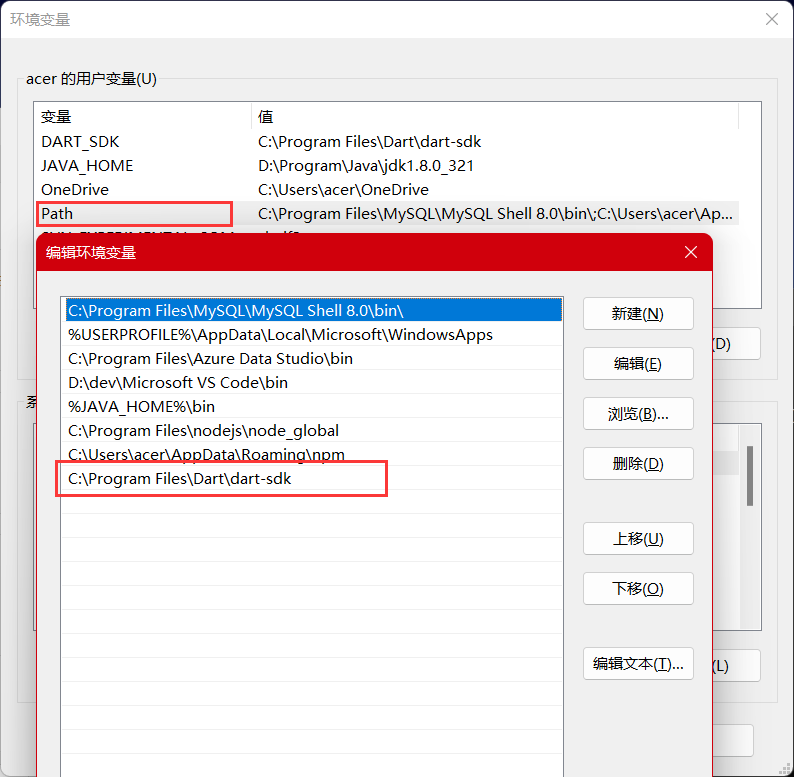 环境变量
acer 的用户变量(U)
变量 值
DART_SDK C:\Program Files\Dart\dart-sdk
JAVA_HOME D:\Program\Java\jdk1.8.0_321
OneDrive C:\Users\acer\OneDrive
Path C:\Program Files\MySQL\MySQL Shell 8.0\bin\;C:\Users\acer\Ap...
编辑环境变量
C:\Program Files\MySQL\MySQL Shell 8.0\bin\
%USERPROFILE%\AppData\Local\Microsoft\WindowsApps
C:\Program Files\Azure Data Studio\bin
D:\dev\Microsoft VS Code\bin
%JAVA_HOME%\bin
C:\Program Files\nodejs\node_global
C:\Users\acer\AppData\Roaming\npm
C:\Program Files\Dart\dart-sdk
新建(N)
编辑(E)
浏览(B)...
删除(D)
上移(U)
下移(O)
编辑文本(T)...
(D)
(L)